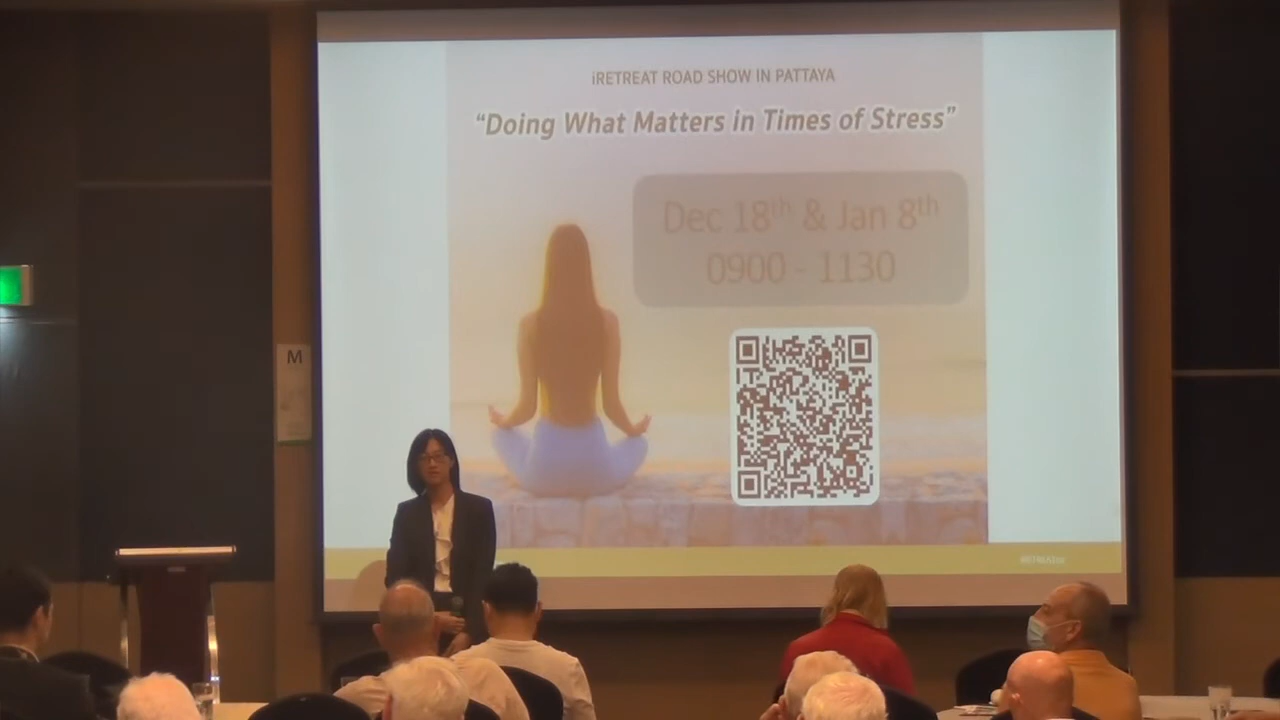 iRETREAT ROAD SHOW IN PATTAYA
“Doing What Matters in Times of Stress”
Dec 18th & Jan 8th
0900 - 1130
M